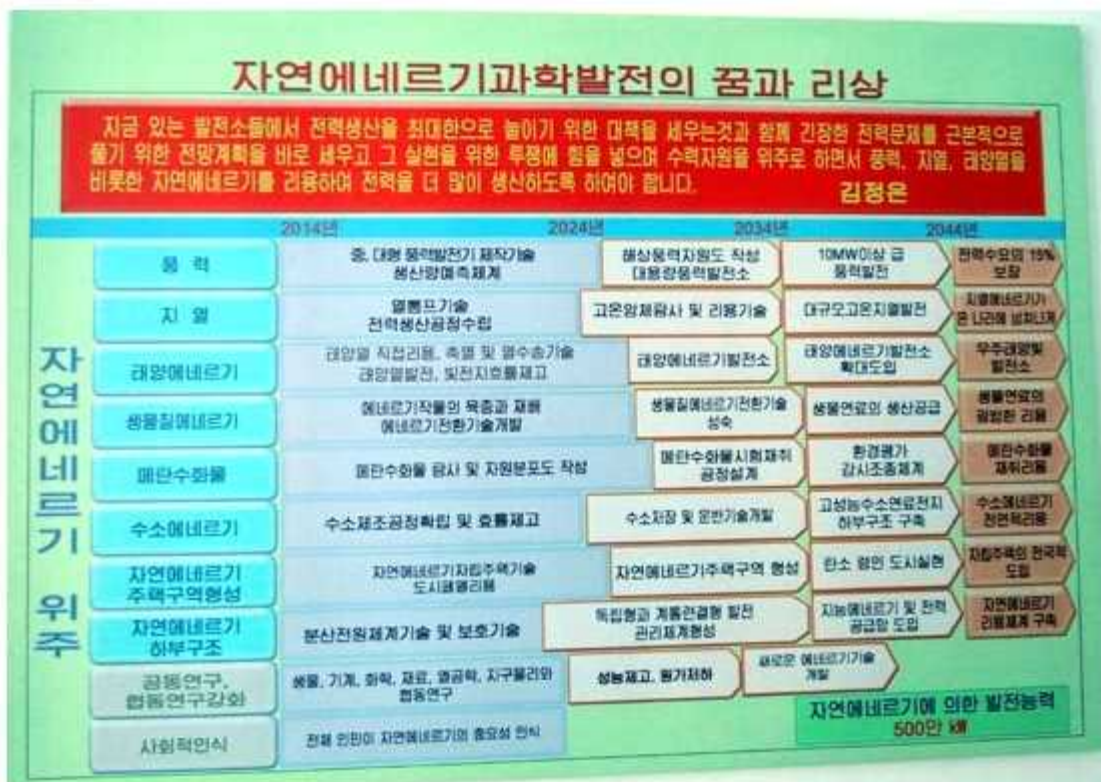 자연에네르기과학발전의 꿈과 리상
지금 있는 발전소들에서 전력생산을 최대한으로 높이기 위한 대책을 세우는것과 함께 긴장한 전력문제를 근본적으로
풀기 위한 전망계획을 바로 세우고 그 실현을 위한 투쟁에 힘을 넣으며 수력자원을 위주로 하면서 풍력, 지열, 태양열을
비롯한 자연에네르기를 리용하여 전력을 더 많이 생산하도록 하여야 합니다.
김정은
2014년 2024년 2034년 2044년
자연에네르기 위주
풍력
중, 대형 풍력발전기 제작기술
생산량예측체계
해상풍력자원도 작성
대용량풍력발전소
10MW이상 급
풍력발전
전력수요의 15%
보장
지열
열뽐프기술
전력생산공정수립
고온암체탐사 및 리용기술
대규모고온지열발전
지열에네르기가
온 나라에 넘쳐나게
태양에네르기
태양열 직접리용, 축열 및 열수송기술
태양열발전, 빛전지효률제고
태양에네르기발전소
태양에네르기발전소
확대도입
우주태양빛
발전소
생물질에네르기
에네르기작물의 육종과 재배
에네르기전환기술개발
생물질에네르기전환기술
성숙
생물연료의 생산공급
생물연료의
광범한 리용
메탄수화물
메탄수화물 탐사 및 자원분포도 작성
메탄수화물시험채취
공정설계
환경평가
감시조종체계
메탄수화물
채취리용
수소에네르기
수소제조공정확립 및 효률제고
수소저장 및 운반기술개발
고성능수소연료전지
하부구조 구축
수소에네르기
전면적리용
자연에네르기
주택구역형성
자연에네르기자립주택기술
도시페열리용
자연에네르기주택구역 형성
탄소 령인 도시실현
자립주택의 전국적
도입
자연에네르기
하부구조
분산전원체계기술 및 보호기술
독립형과 계통련결형 발전
관리체계형성
지능에네르기 및 전력
공급망 도입
자연에네르기
리용체계 구축
공동연구,
협동연구강화
생물, 기계, 화학, 재료, 열공학, 지구물리와
협동연구
성능제고, 원가저하
새로운 에네르기기술
개발
사회적인식
전체 인민이 자연에네르기의 중요성 인식
자연에네르기에 의한 발전능력
500만 kW